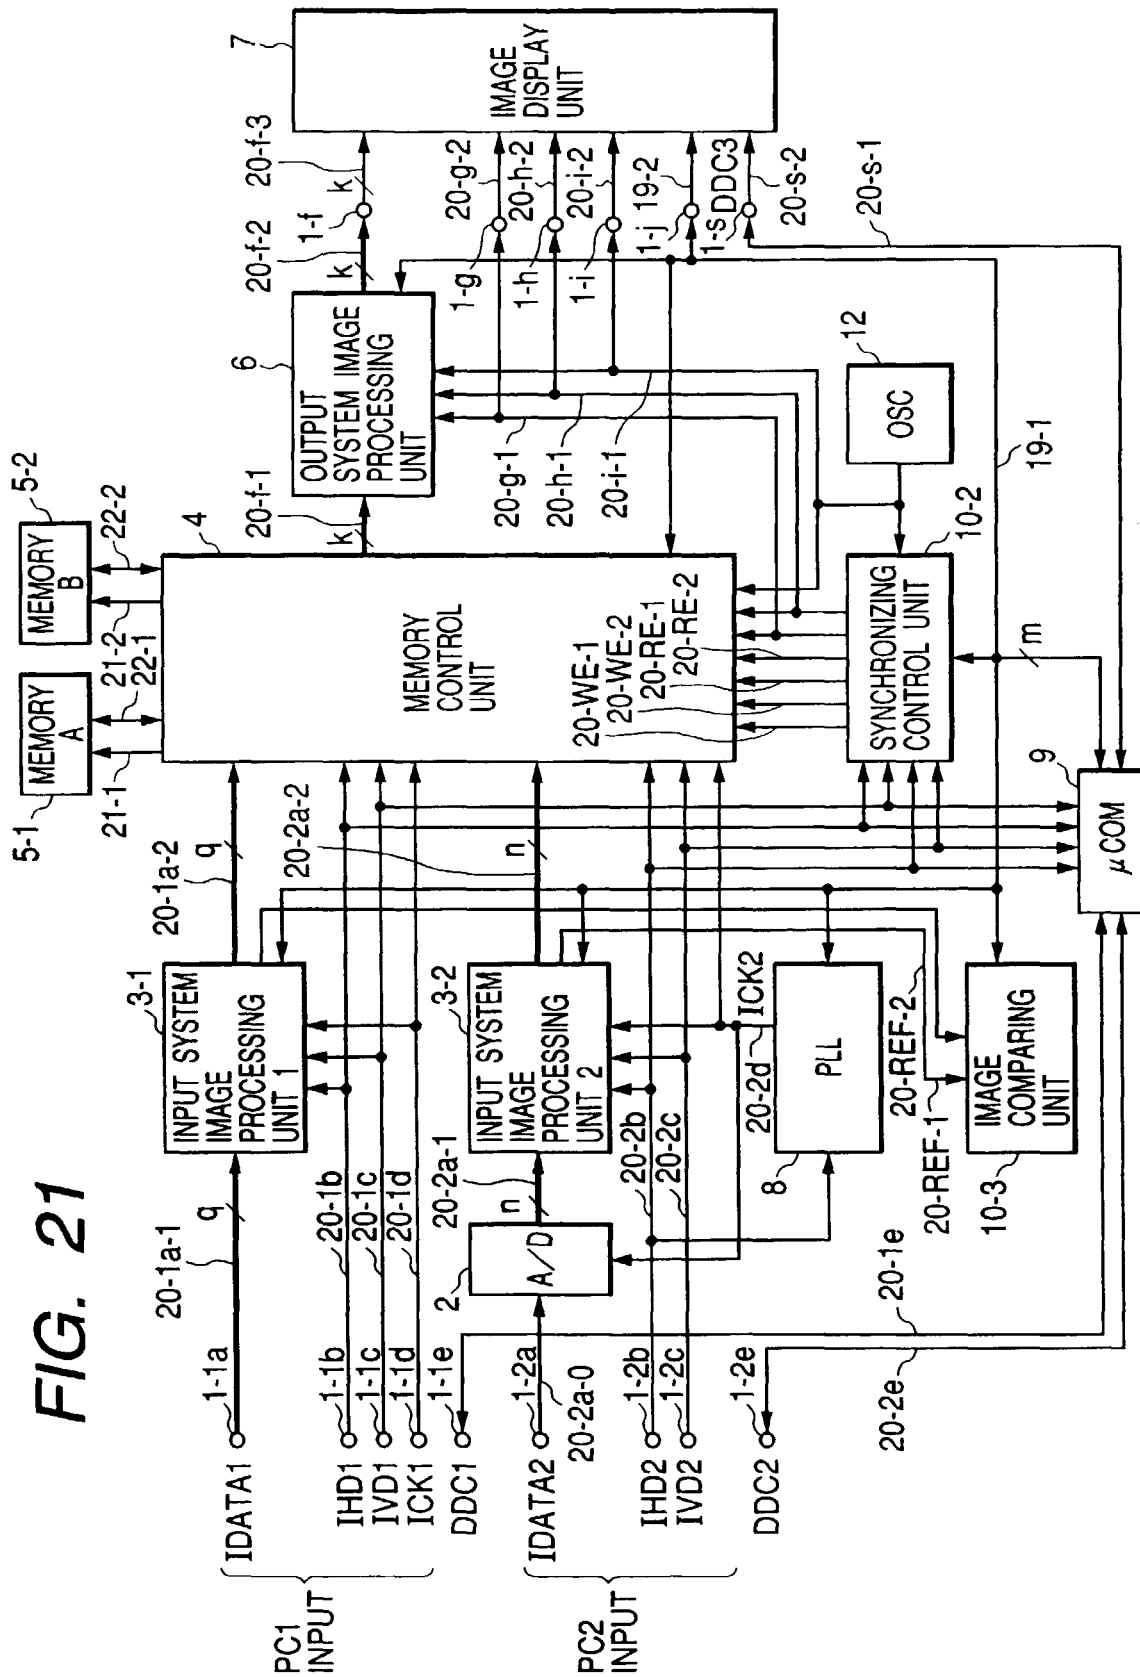 FIG. 21
PC1
INPUT
PC2
INPUT
IDATA1
IHD1
IVD1
ICK1
DDC1
IDATA2
IHD2
IVD2
DDC2
1-1a
1-1b
1-1c
1-1d
1-1e
1-2a
1-2b
1-2c
1-2e
20-1a-1
q
20-1b
20-1c
20-1d
20-2a-0
2
A/D
20-2a-1
n
20-2b
20-2c
20-2d
ICK2
20-1e
20-2e
3-1
INPUT SYSTEM
IMAGE
PROCESSING
UNIT 1
3-2
INPUT SYSTEM
IMAGE
PROCESSING
UNIT 2
8
PLL
20-REF-1
20-REF-2
10-3
IMAGE
COMPARING
UNIT
20-1a-2
q
20-2a-2
n
5-1
MEMORY
A
21-1
22-1
5-2
MEMORY
B
21-2
22-2
4
MEMORY
CONTROL
UNIT
20-WE-1
20-WE-2
20-RE-1
20-RE-2
10-2
SYNCHRONIZING
CONTROL UNIT
9
μCOM
m
12
OSC
19-1
20-f-1
k
6
OUTPUT
SYSTEM IMAGE
PROCESSING
UNIT
20-g-1
20-h-1
20-i-1
20-f-2
k
1-f
20-f-3
k
1-g
20-g-2
1-h
20-h-2
1-i
20-i-2
1-j
19-2
1-s
DDC3
20-s-2
20-s-1
7
IMAGE
DISPLAY
UNIT